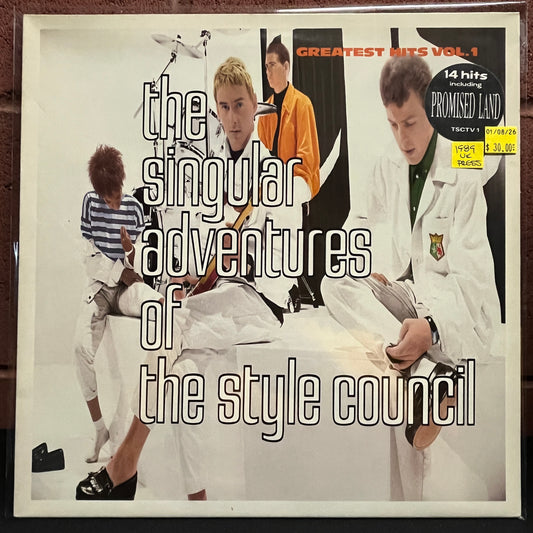 GREATEST HITS VOL.1
14 hits
including
PROMISED LAND
TSCTV 1
01/08/26
$ 30.00
1989
UK
PRESS
the
singular
adventures
of
the style council